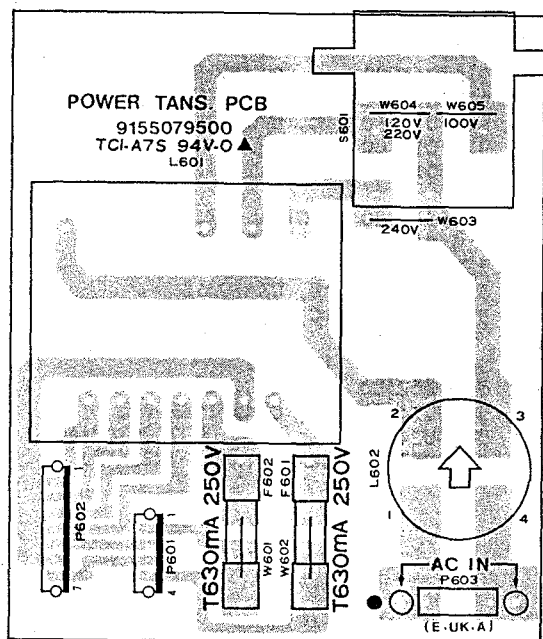 POWER TANS. PCB
9155079500
TCI-A7S 94V-0▲
L601
S601
W604
W605
120V
100V
220V
W603
240V
2
3
L602
1
4
1
P602
7
1
P601
4
T630mA 250V
F602
W601
F601
W602
T630mA 250V
AC IN
P603
(E·UK·A)